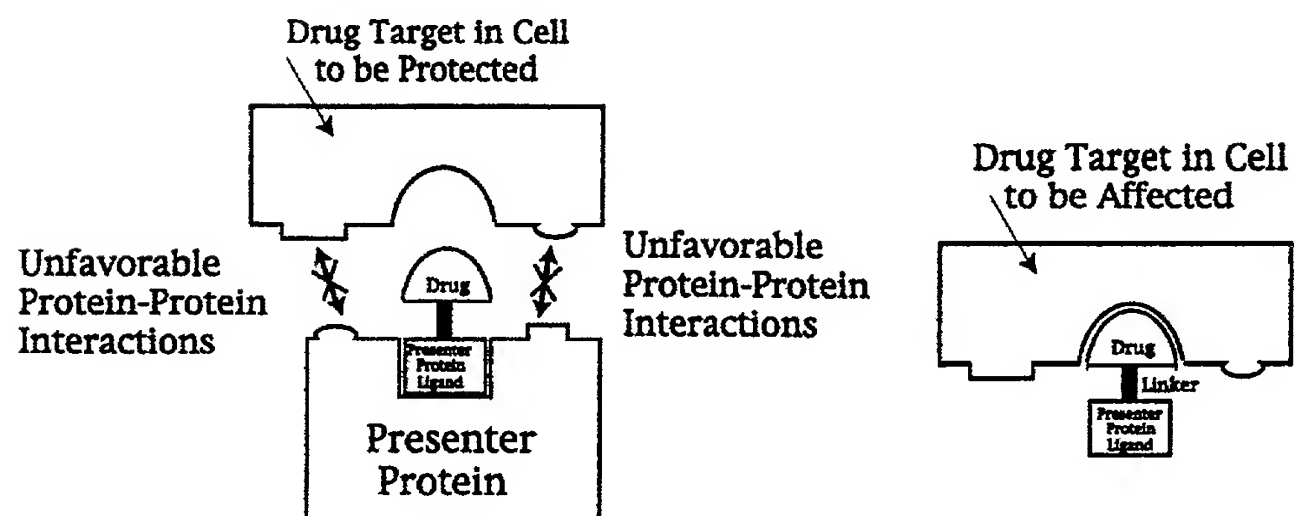 Drug Target in Cell
to be Protected
Unfavorable
Protein-Protein
Interactions
Drug
Unfavorable
Protein-Protein
Interactions
Presenter
Protein
Ligand
Presenter
Protein
Drug Target in Cell
to be Affected
Drug
Linker
Presenter
Protein
Ligand